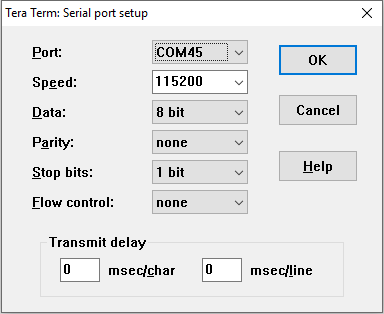 Tera Term: Serial port setup
Port: COM45 OK
Speed: 115200
Data: 8 bit Cancel
Parity: none
Stop bits: 1 bit Help
Flow control: none
Transmit delay
0 msec/char 0 msec/line